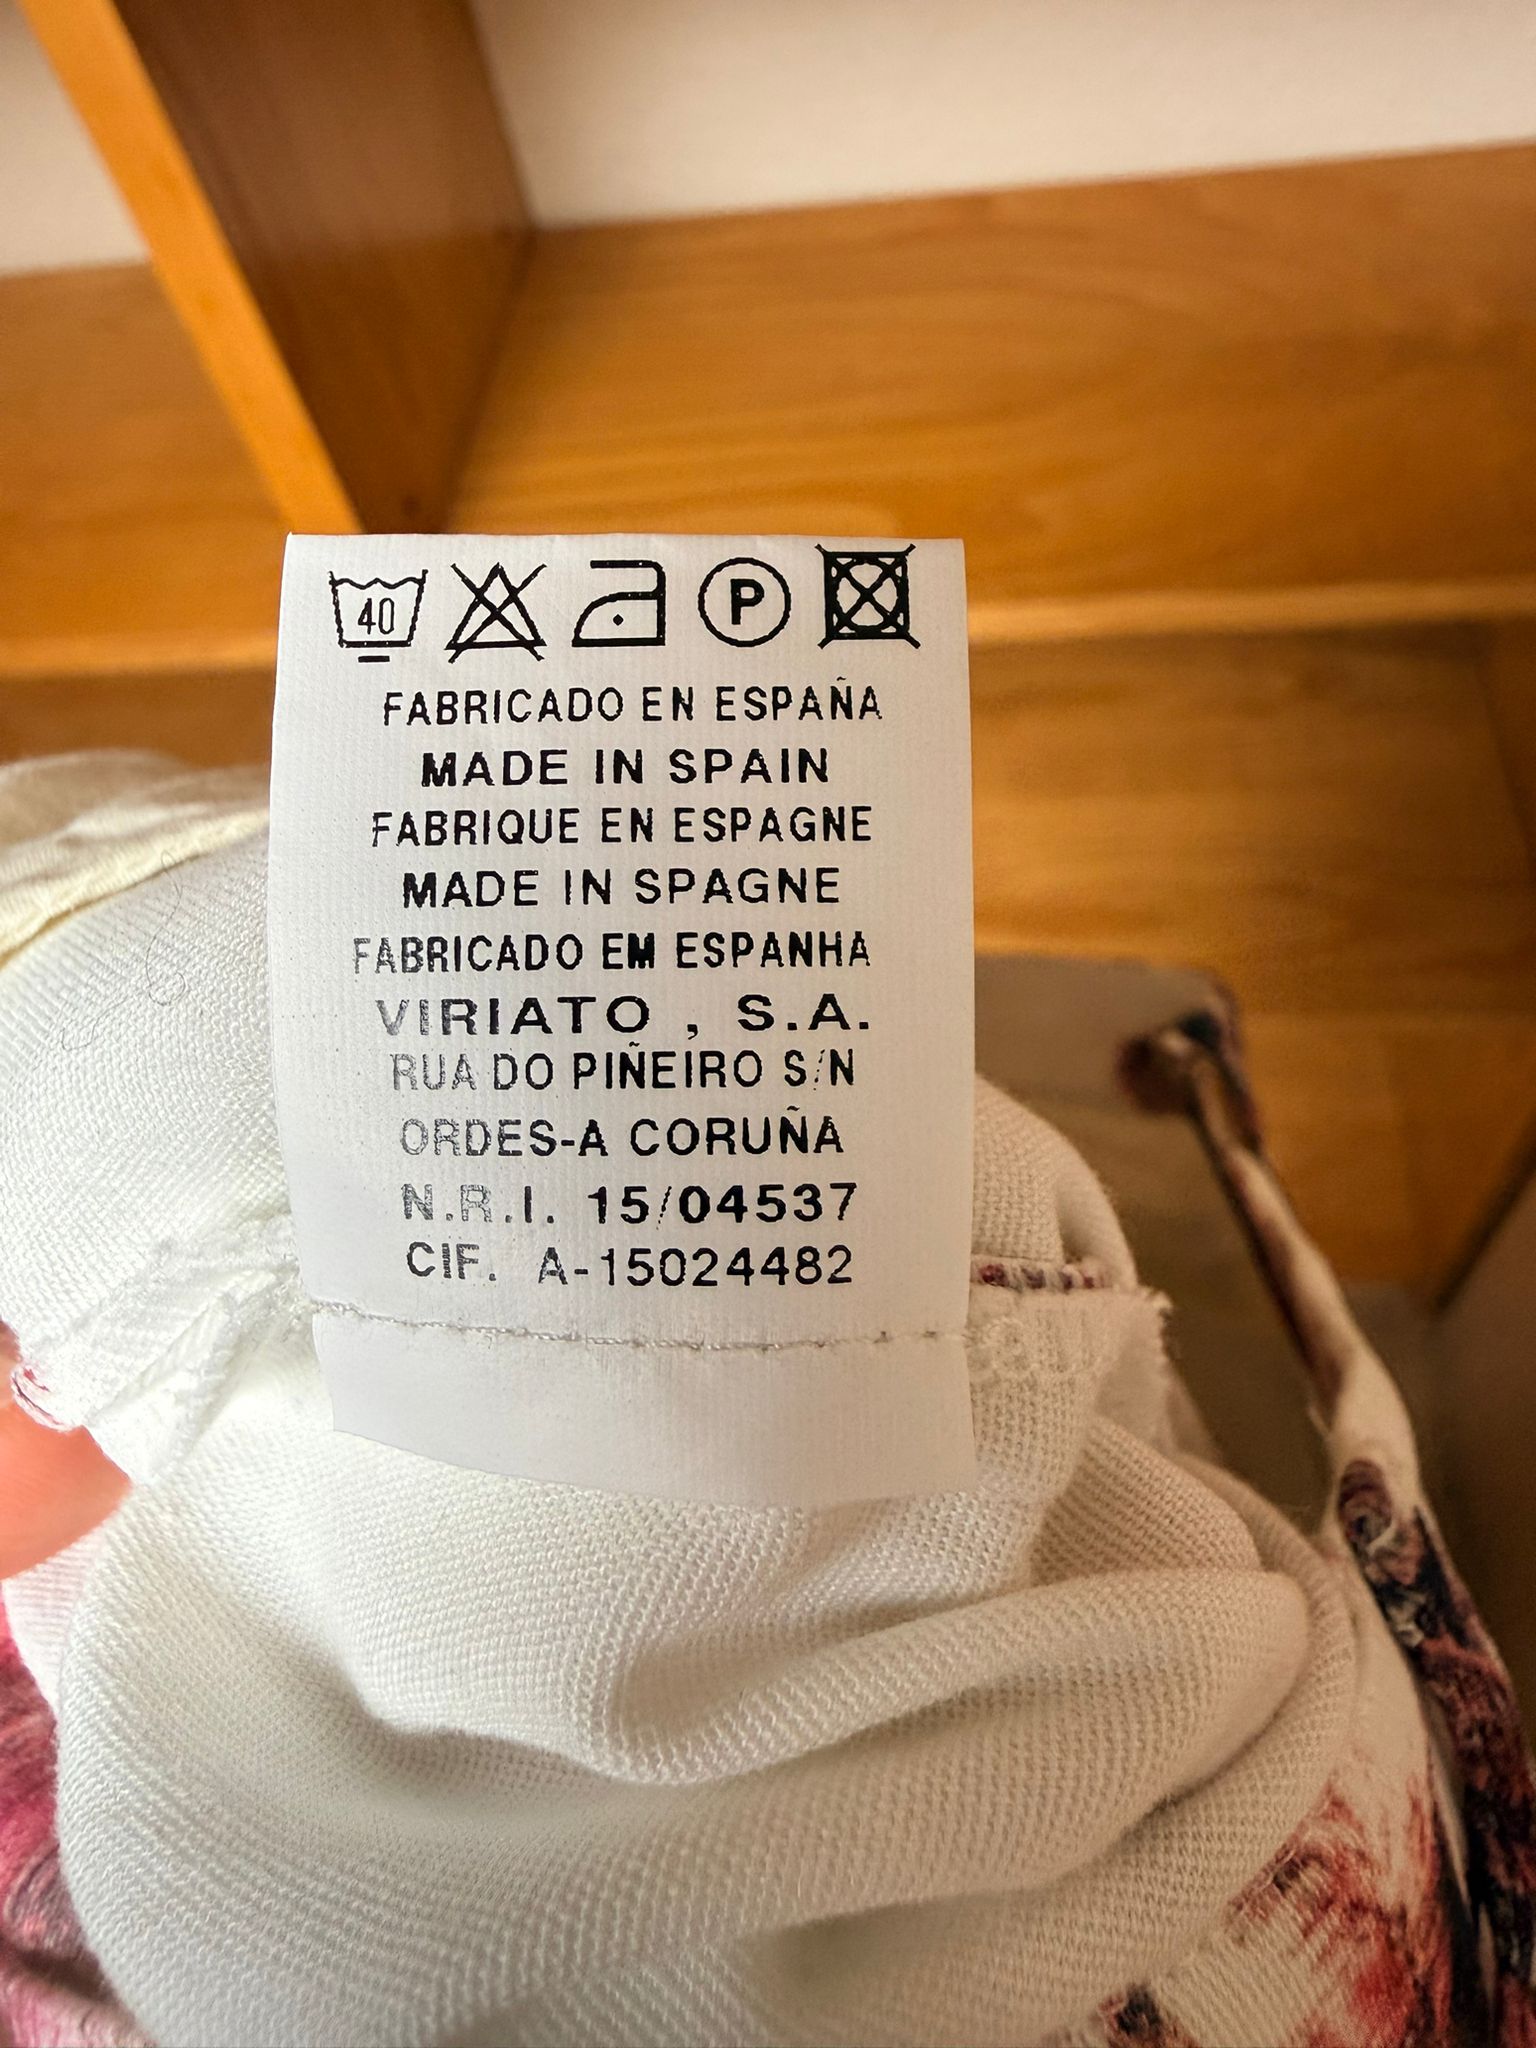 40 P
FABRICADO EN ESPAÑA
MADE IN SPAIN
FABRIQUE EN ESPAGNE
MADE IN SPAGNE
FABRICADO EM ESPANHA
VIRIATO , S.A.
RUA DO PIÑEIRO S/N
ORDES-A CORUÑA
N.R.I. 15/04537
CIF. A-15024482